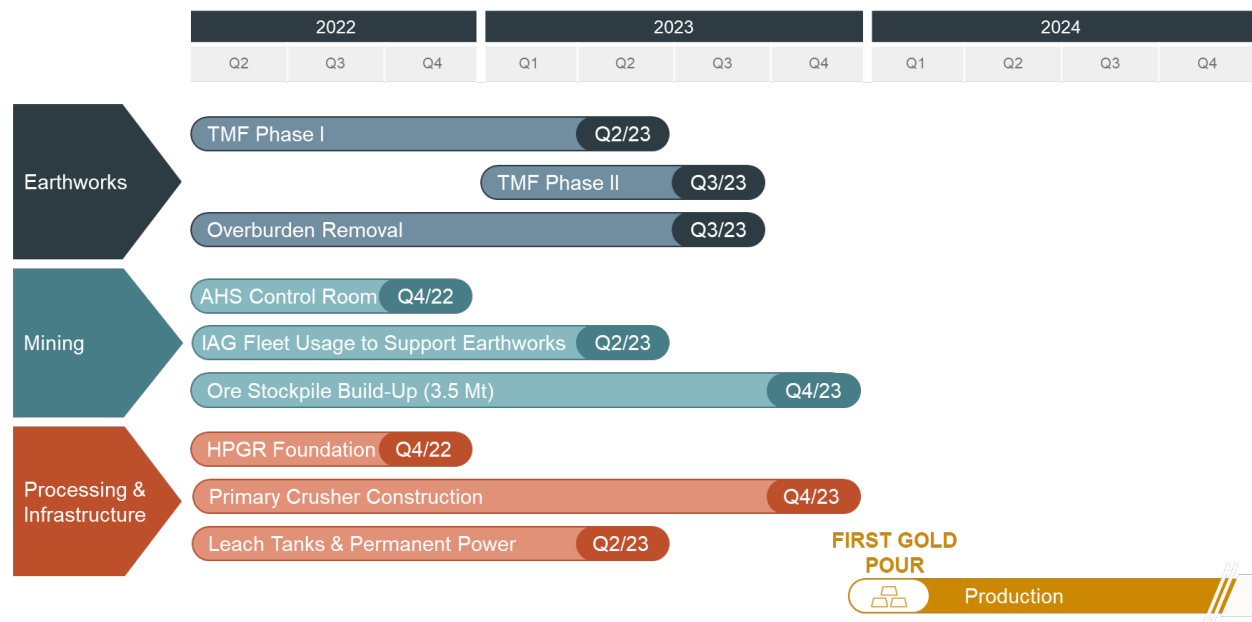 2022 2023 2024
Q2 Q3 Q4 Q1 Q2 Q3 Q4 Q1 Q2 Q3 Q4
Earthworks
TMF Phase I Q2/23
TMF Phase II Q3/23
Overburden Removal Q3/23
Mining
AHS Control Room Q4/22
IAG Fleet Usage to Support Earthworks Q2/23
Ore Stockpile Build-Up (3.5 Mt) Q4/23
Processing &
Infrastructure
HPGR Foundation Q4/22
Primary Crusher Construction Q4/23
Leach Tanks & Permanent Power Q2/23
FIRST GOLD
POUR
Production